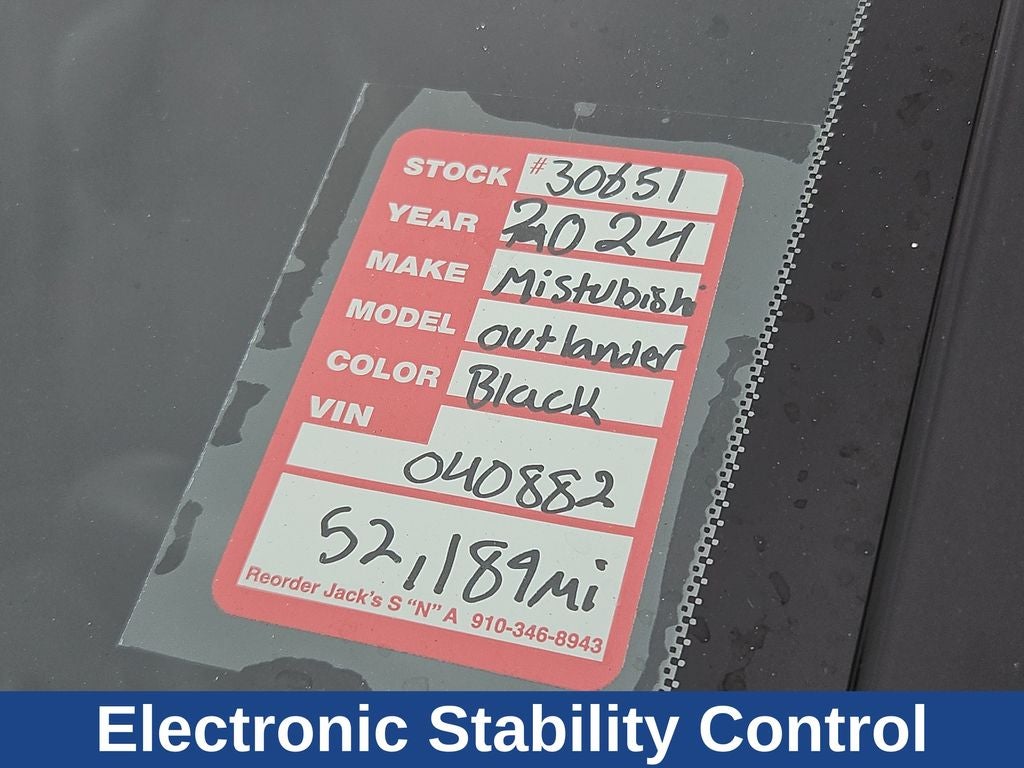 STOCK #30651
YEAR 2024
MAKE Mistubishi
MODEL outlander
COLOR Black
VIN
040882
52,189mi
Reorder Jack's S "N" A 910-346-8943
Electronic Stability Control